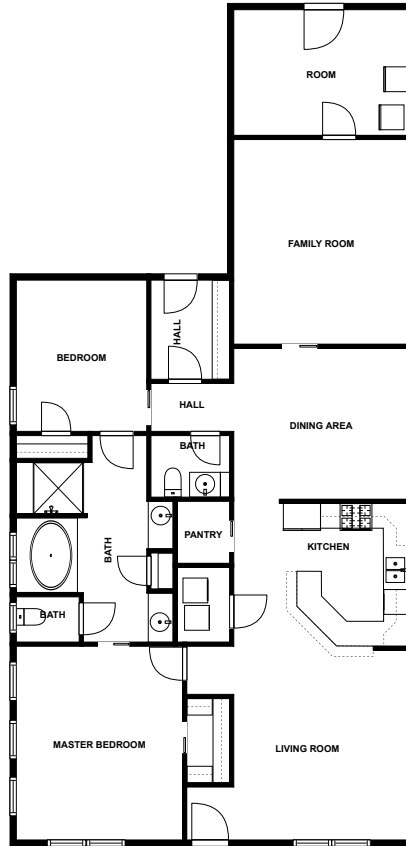 ROOM
FAMILY ROOM
HALL
BEDROOM
HALL
DINING AREA
BATH
PANTRY
KITCHEN
BATH
BATH
MASTER BEDROOM
LIVING ROOM